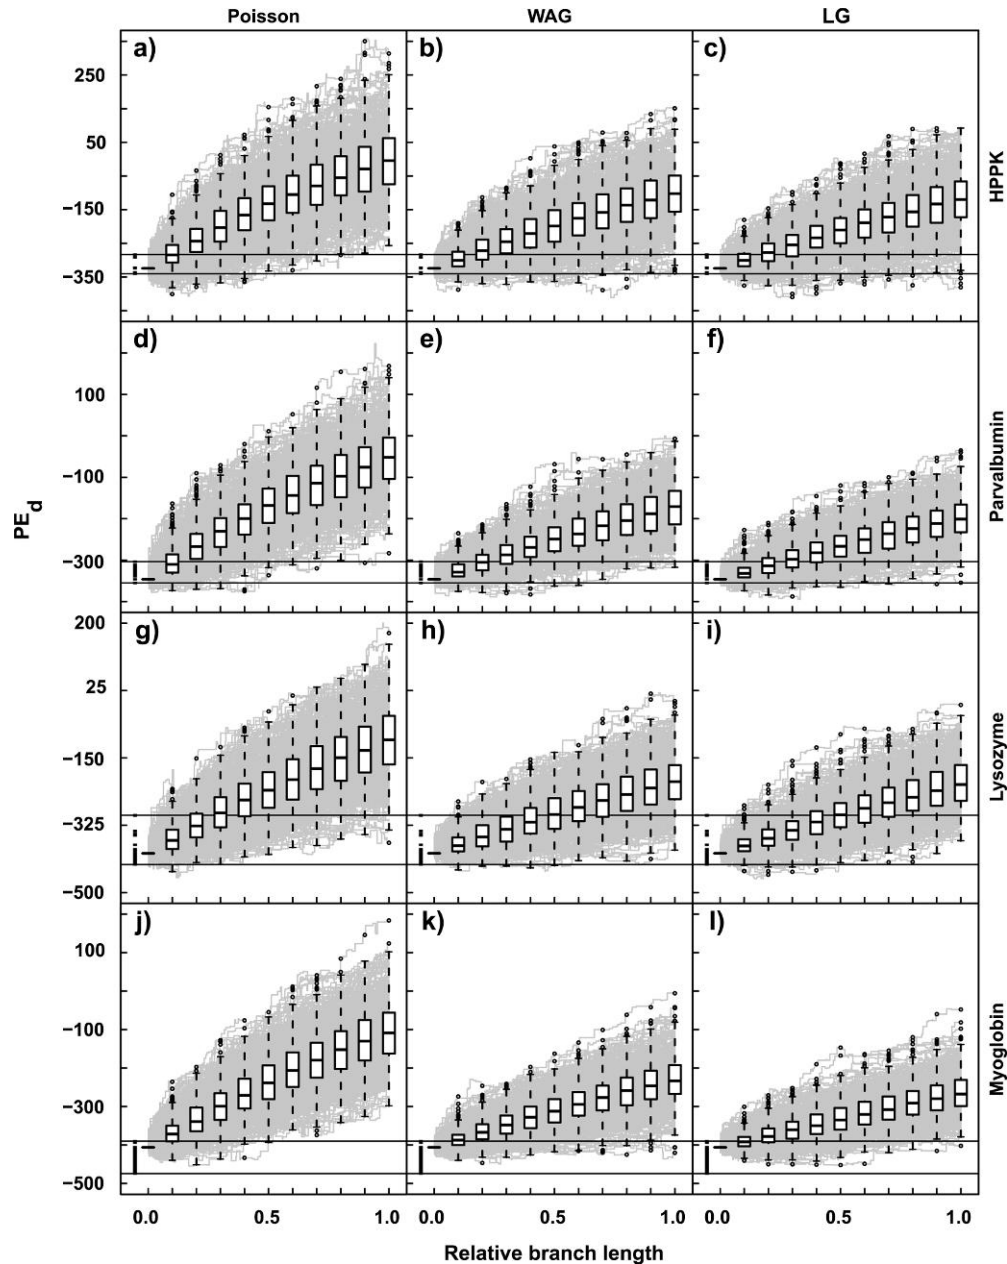 Poisson WAG LG
a) b) c)
250
50
−150
−350
HPPK
d) e) f)
100
−100
−300
Parvalbumin
PEd
g) h) i)
200
25
−150
−325
−500
Lysozyme
j) k) l)
100
−100
−300
−500
Myoglobin
0.0 0.5 1.0 0.0 0.5 1.0 0.0 0.5 1.0
Relative branch length